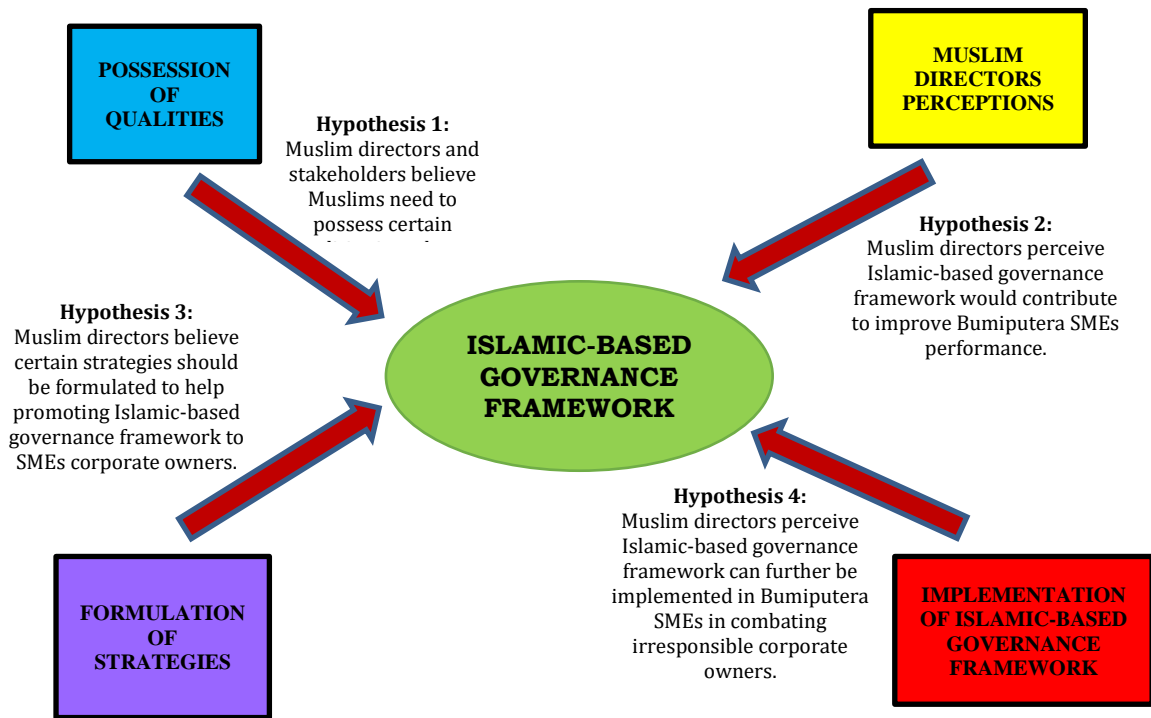 POSSESSION
OF
QUALITIES
MUSLIM
DIRECTORS
PERCEPTIONS
Hypothesis 1:
Muslim directors and
stakeholders believe
Muslims need to
possess certain
Hypothesis 2:
Muslim directors perceive
Islamic-based governance
framework would contribute
to improve Bumiputera SMEs
performance.
Hypothesis 3:
Muslim directors believe
certain strategies should
be formulated to help
promoting Islamic-based
governance framework to
SMEs corporate owners.
ISLAMIC-BASED
GOVERNANCE
FRAMEWORK
Hypothesis 4:
Muslim directors perceive
Islamic-based governance
framework can further be
implemented in Bumiputera
SMEs in combating
irresponsible corporate
owners.
FORMULATION
OF
STRATEGIES
IMPLEMENTATION
OF ISLAMIC-BASED
GOVERNANCE
FRAMEWORK